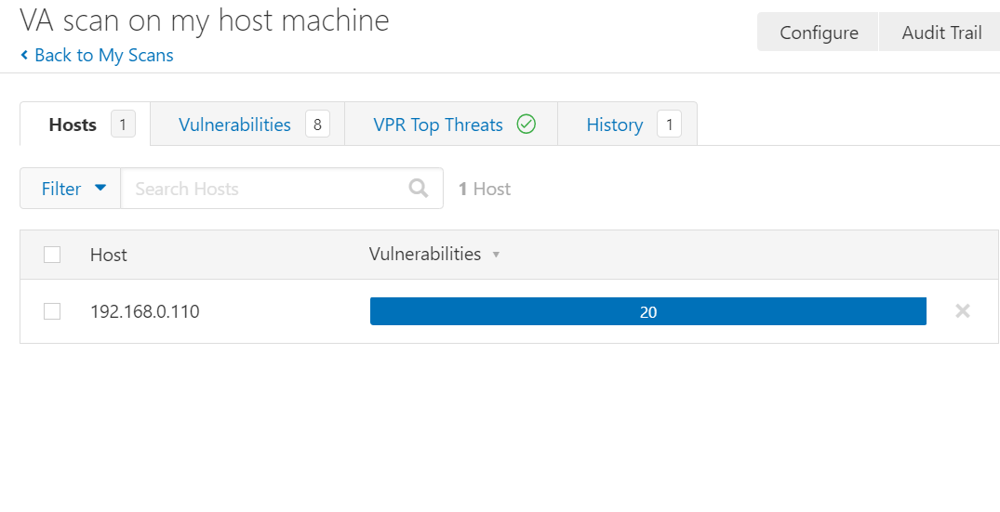 VA scan on my host machine
Configure
Audit Trail
Back to My Scans
Hosts 1
Vulnerabilities 8
VPR Top Threats
History 1
Filter
Search Hosts
1 Host
Host
Vulnerabilities
192.168.0.110
20